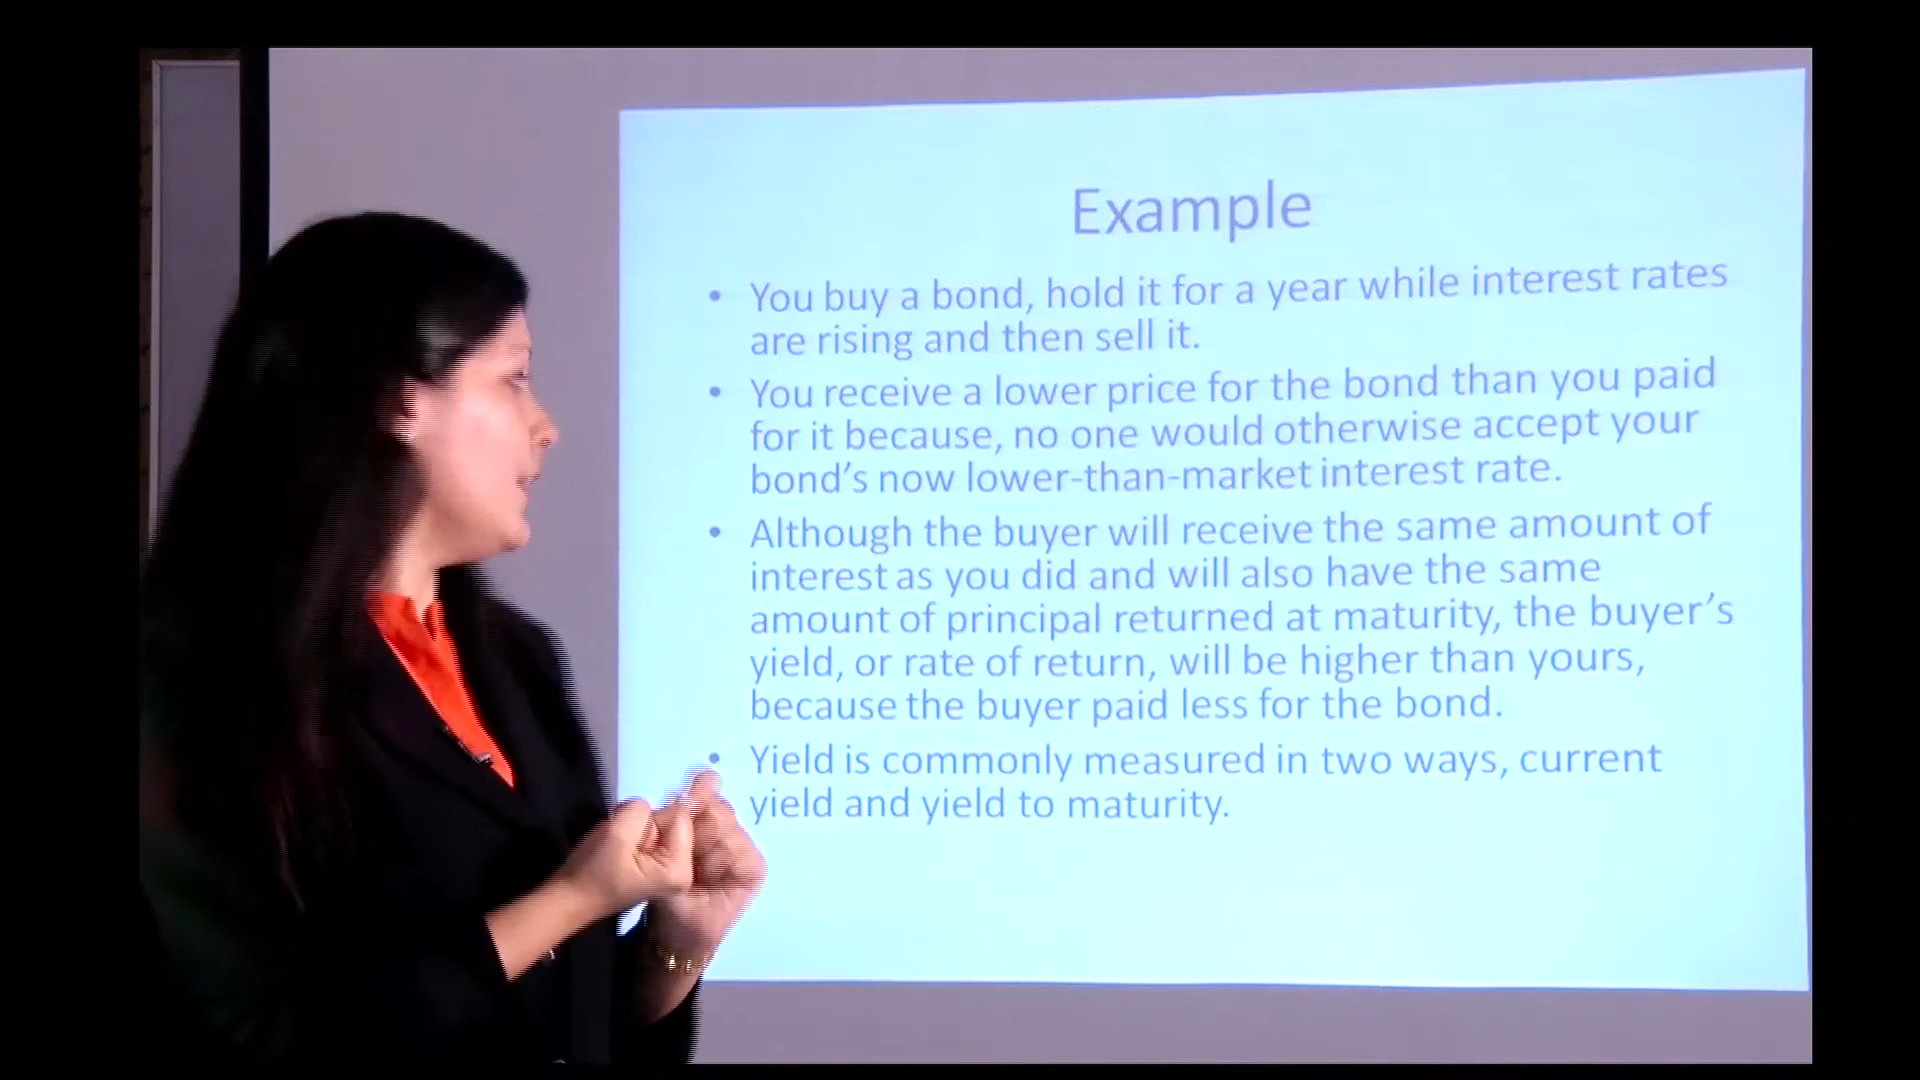 Example
• You buy a bond, hold it for a year while interest rates
are rising and then sell it.
• You receive a lower price for the bond than you paid
for it because, no one would otherwise accept your
bond’s now lower-than-market interest rate.
• Although the buyer will receive the same amount of
interest as you did and will also have the same
amount of principal returned at maturity, the buyer’s
yield, or rate of return, will be higher than yours,
because the buyer paid less for the bond.
• Yield is commonly measured in two ways, current
yield and yield to maturity.